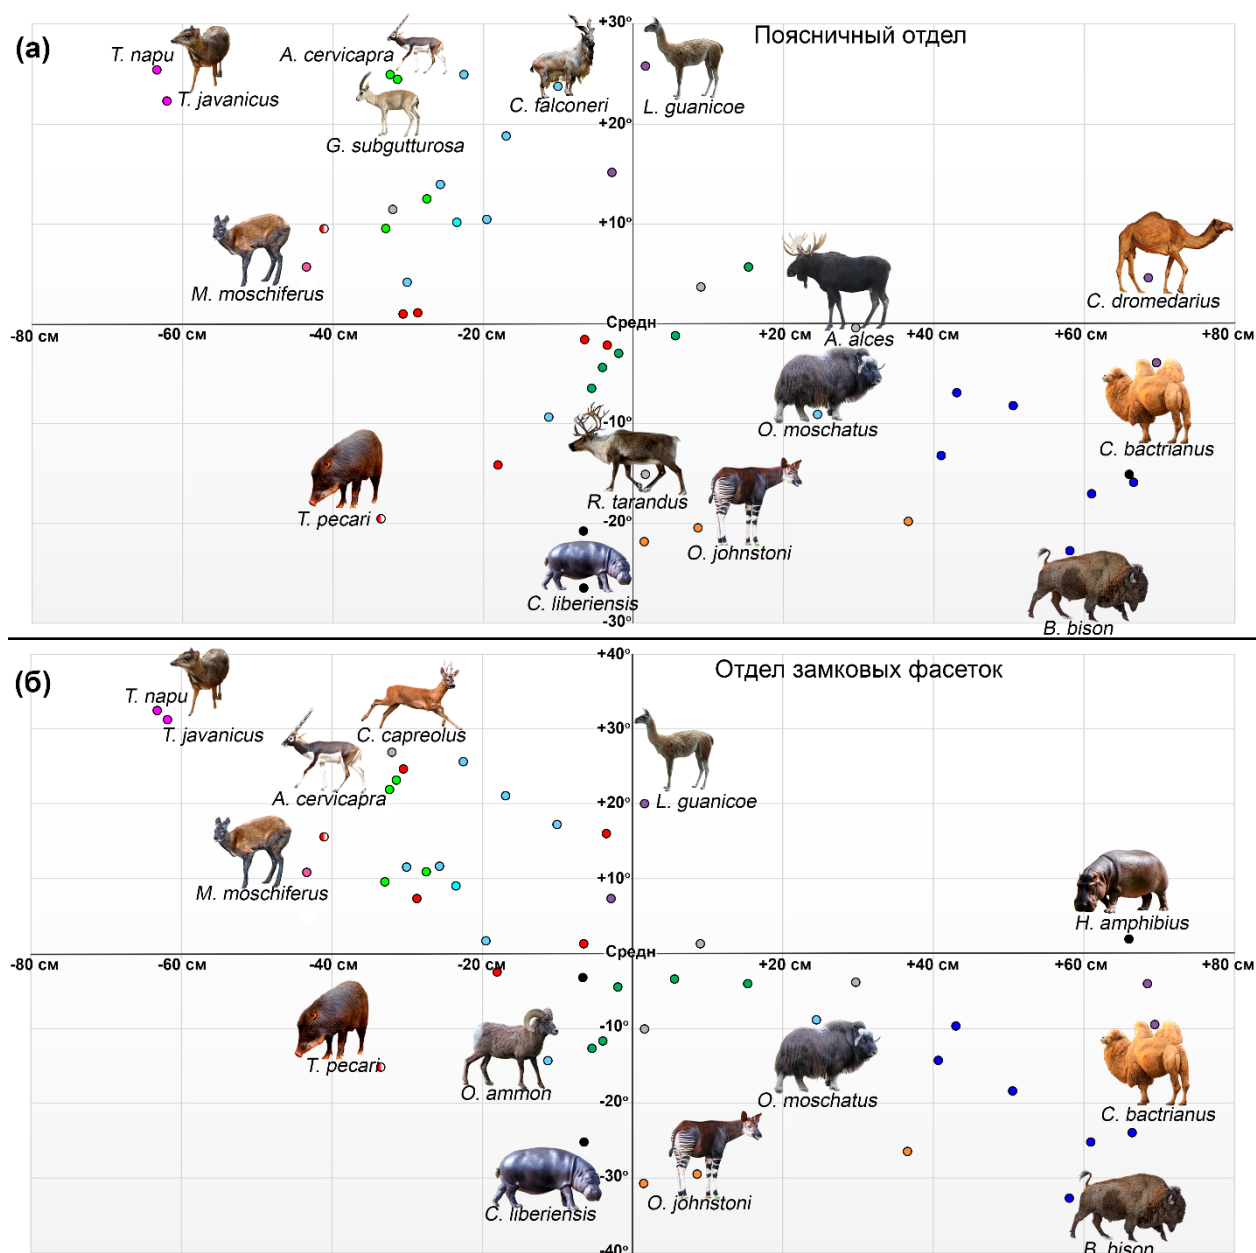 (а)
Поясничный отдел
+30°
T. napu
A. cervicapra
C. falconeri
L. guanicoe
T. javanicus
G. subgutturosa
+20°
+10°
M. moschiferus
C. dromedarius
Средн
-80 см
-60 см
-40 см
-20 см
+20 см
+40 см
+60 см
+80 см
A. alces
-10°
O. moschatus
C. bactrianus
R. tarandus
T. pecari
-20°
O. johnstoni
C. liberiensis
-30°
B. bison
(б)
Отдел замковых фасеток
+40°
T. napu
T. javanicus
C. capreolus
+30°
A. cervicapra
L. guanicoe
+20°
M. moschiferus
+10°
H. amphibius
Средн
-80 см
-60 см
-40 см
-20 см
+20 см
+40 см
+60 см
+80 см
-10°
T. pecari
O. ammon
O. moschatus
C. bactrianus
-20°
-30°
C. liberiensis
O. johnstoni
B. bison
-40°